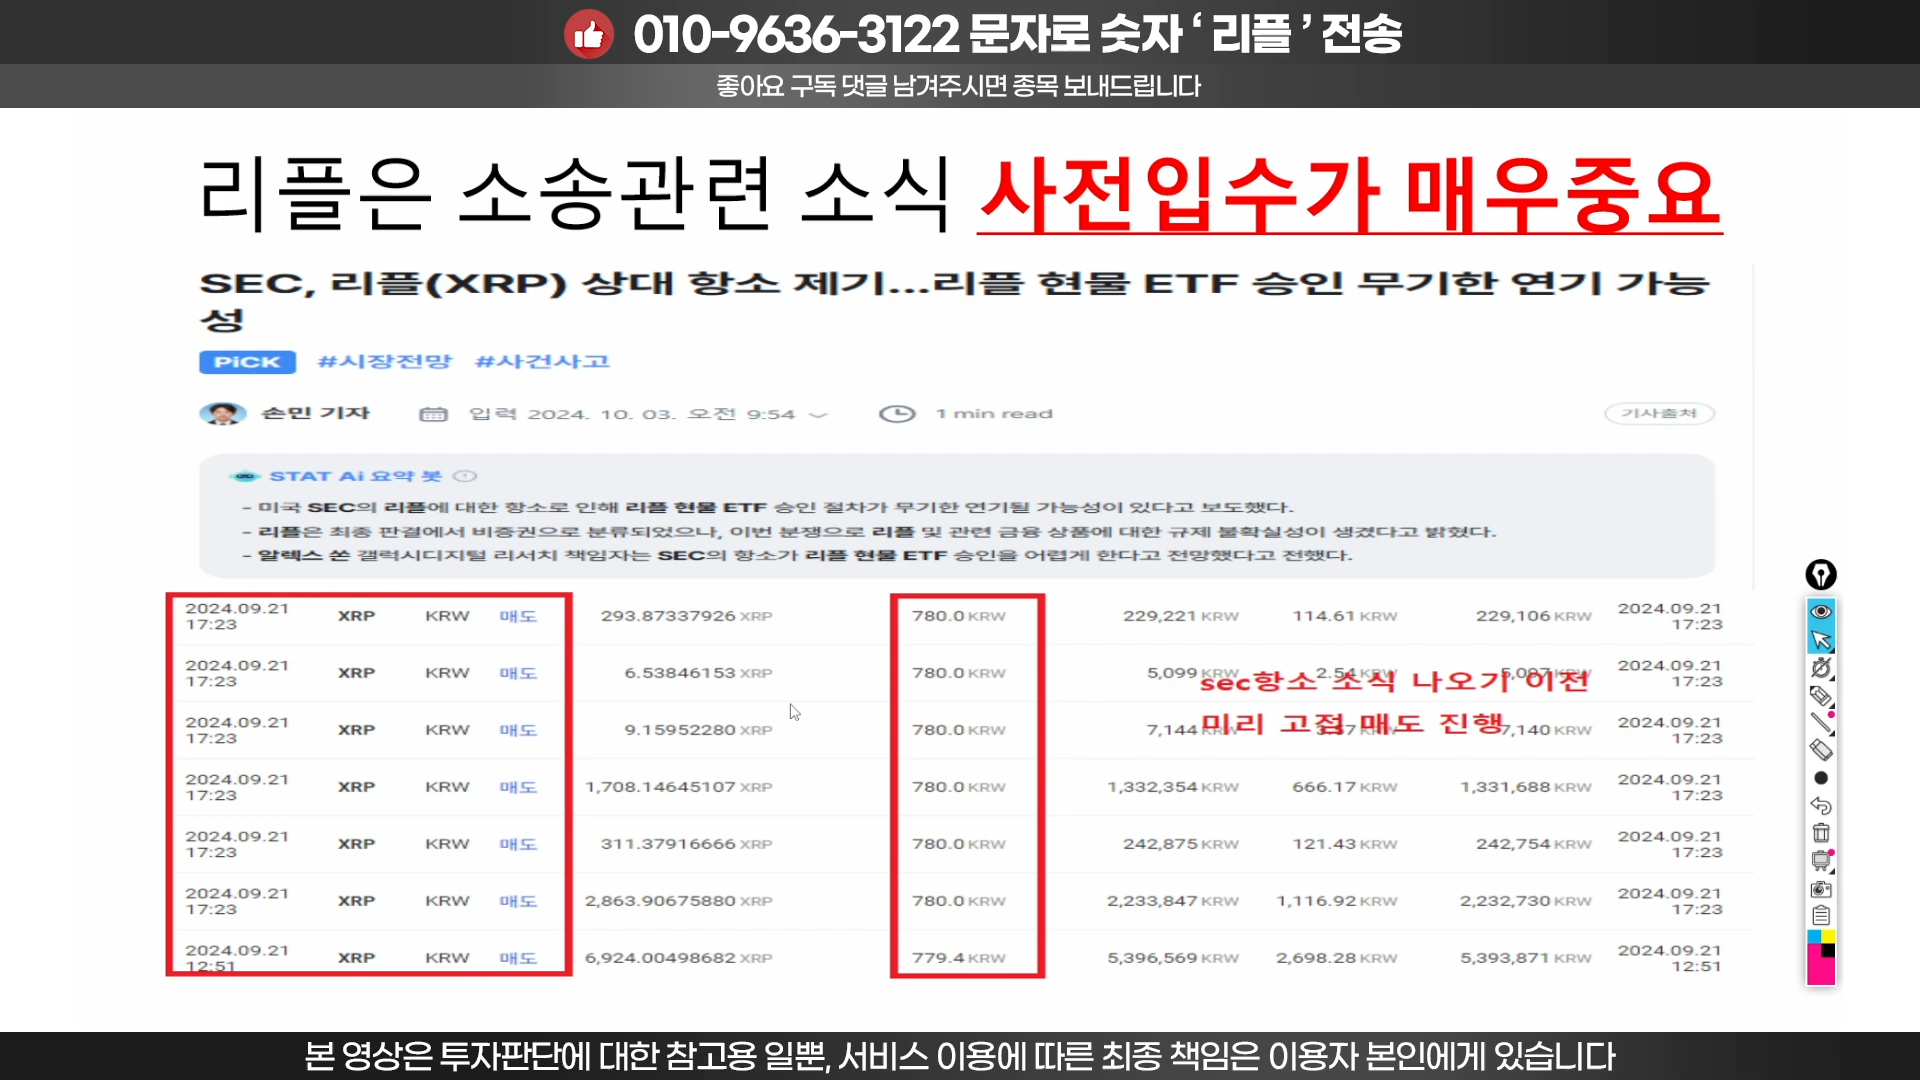 010-9636-3122 문자로 숫자 ‘ 리플 ’ 전송
좋아요 구독 댓글 남겨주시면 종목 보내드립니다
리플은 소송관련 소식 사전입수가 매우중요
SEC, 리플(XRP) 상대 항소 제기...리플 현물 ETF 승인 무기한 연기 가능
성
PiCK #시장전망 #사건사고
손민 기자 입력 2024. 10. 03. 오전 9:54 1 min read 기사출처
STAT Ai 요약 봇
- 미국 SEC의 리플에 대한 항소로 인해 리플 현물 ETF 승인 절차가 무기한 연기될 가능성이 있다고 보도했다.
- 리플은 최종 판결에서 비증권으로 분류되었으나, 이번 분쟁으로 리플 및 관련 금융 상품에 대한 규제 불확실성이 생겼다고 밝혔다.
- 알렉스 쏜 갤럭시디지털 리서치 책임자는 SEC의 항소가 리플 현물 ETF 승인을 어렵게 한다고 전망했다고 전했다.
2024.09.21 17:23 XRP KRW 매도 293.87337926 XRP 780.0 KRW 229,221 KRW 114.61 KRW 229,106 KRW 2024.09.21 17:23
2024.09.21 17:23 XRP KRW 매도 6.53846153 XRP 780.0 KRW 5,099 KRW 2.54 KRW 5,097 KRW 2024.09.21 17:23
sec항소 소식 나오기 이전
미리 고점 매도 진행
2024.09.21 17:23 XRP KRW 매도 9.15952280 XRP 780.0 KRW 7,144 KRW 3.57 KRW 7,140 KRW 2024.09.21 17:23
2024.09.21 17:23 XRP KRW 매도 1,708.14645107 XRP 780.0 KRW 1,332,354 KRW 666.17 KRW 1,331,688 KRW 2024.09.21 17:23
2024.09.21 17:23 XRP KRW 매도 311.37916666 XRP 780.0 KRW 242,875 KRW 121.43 KRW 242,754 KRW 2024.09.21 17:23
2024.09.21 17:23 XRP KRW 매도 2,863.90675880 XRP 780.0 KRW 2,233,847 KRW 1,116.92 KRW 2,232,730 KRW 2024.09.21 17:23
2024.09.21 12:51 XRP KRW 매도 6,924.00498682 XRP 779.4 KRW 5,396,569 KRW 2,698.28 KRW 5,393,871 KRW 2024.09.21 12:51
본 영상은 투자판단에 대한 참고용 일뿐, 서비스 이용에 따른 최종 책임은 이용자 본인에게 있습니다